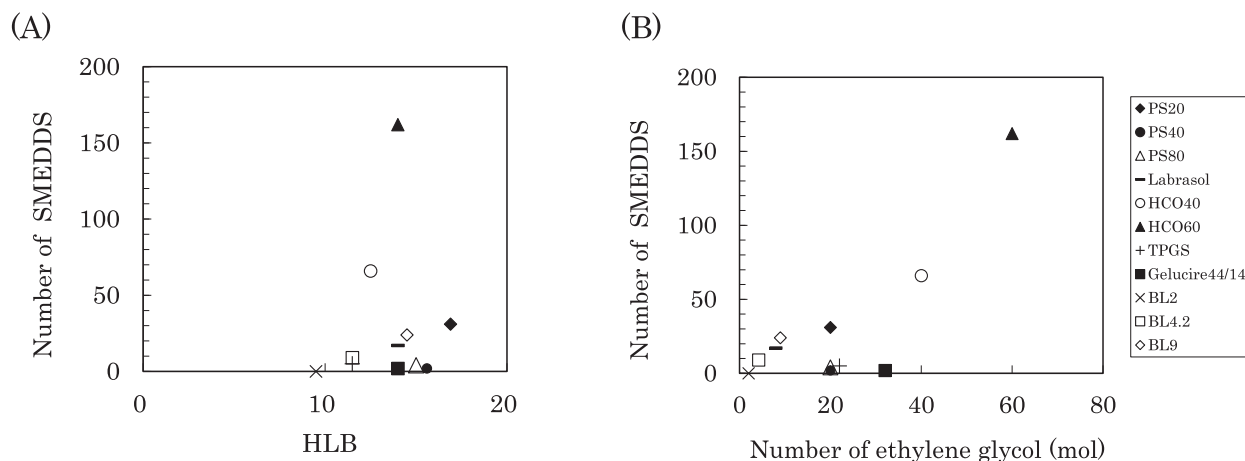 (A)
200
150
100
50
0
0
10
20
Number of SMEDDS
HLB
(B)
200
150
100
50
0
0
20
40
60
80
Number of SMEDDS
Number of ethylene glycol (mol)
PS20
PS40
PS80
Labrasol
HCO40
HCO60
TPGS
Gelucire44/14
BL2
BL4.2
BL9